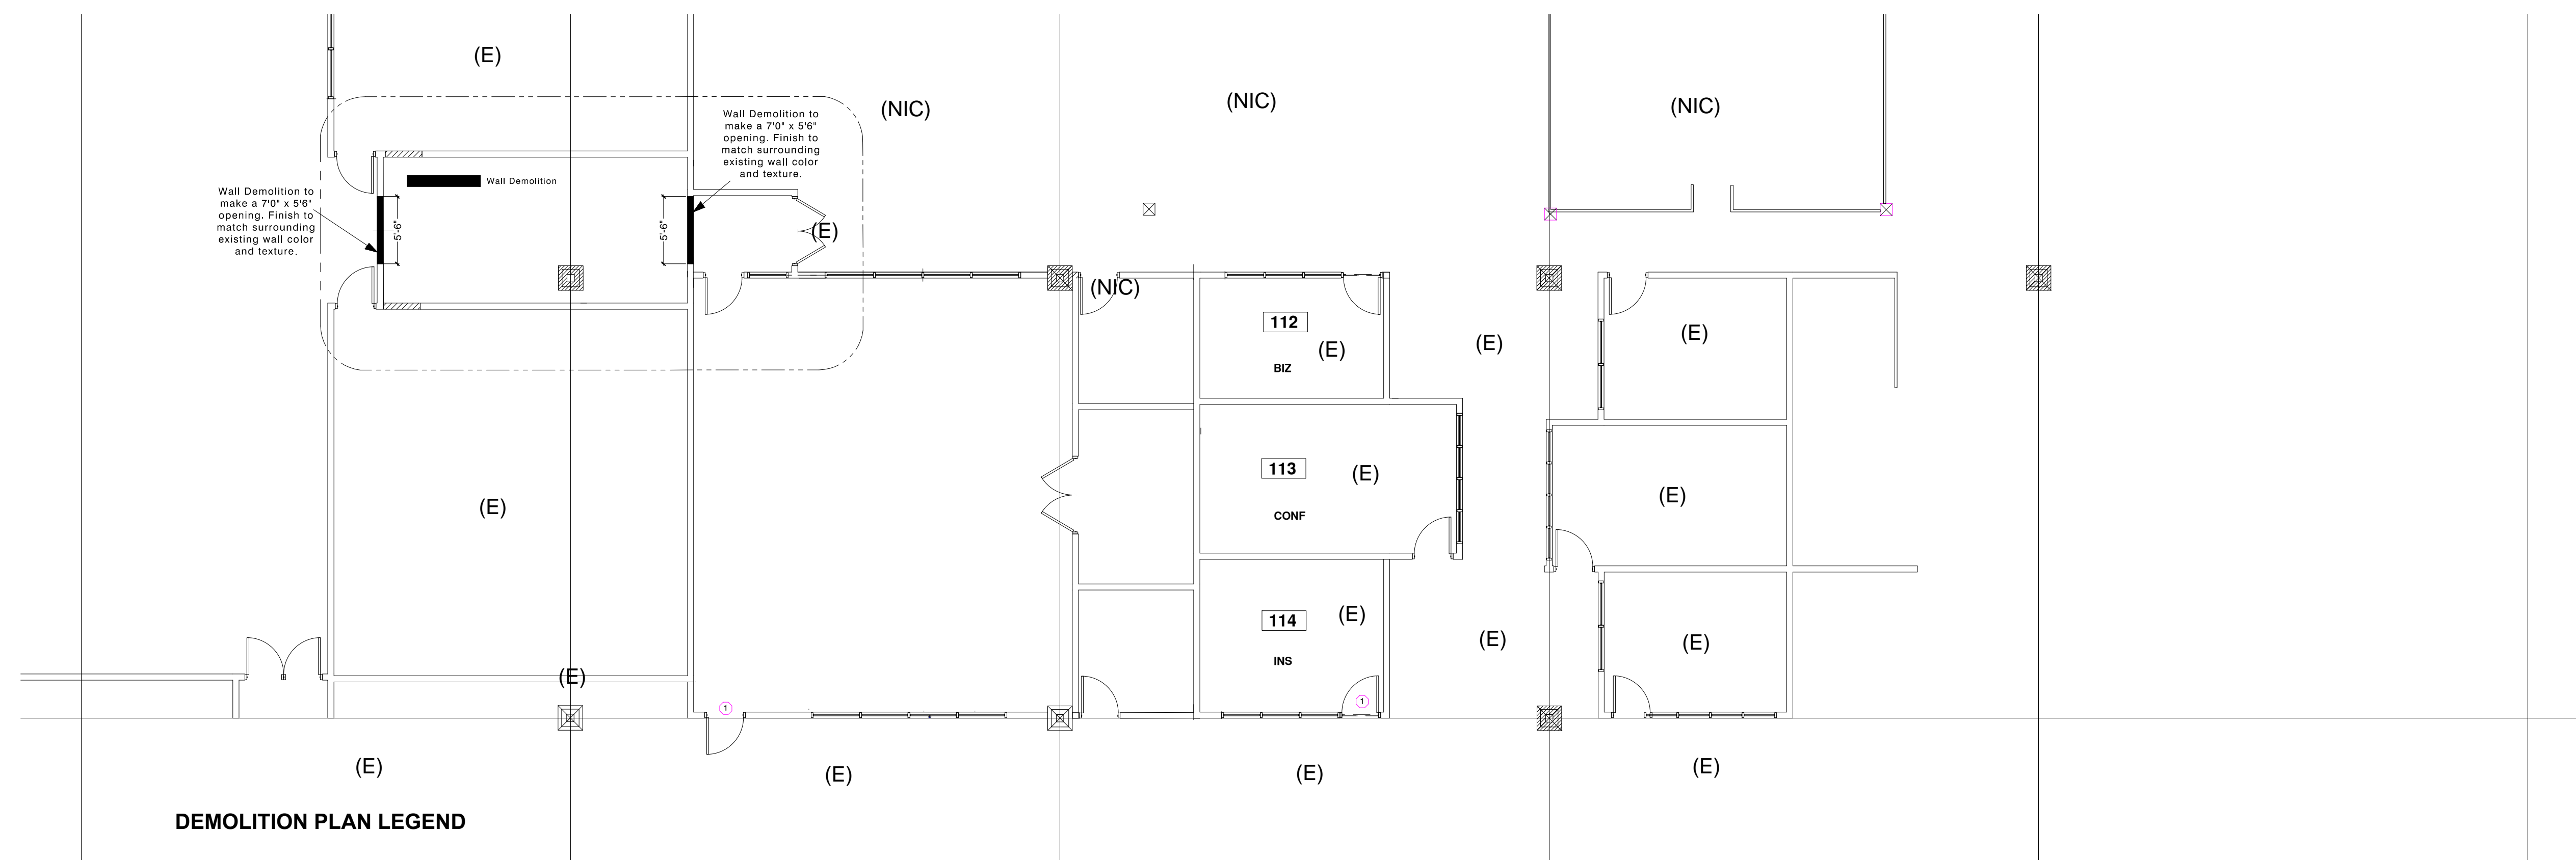 (E)
(NIC)
(NIC)
(NIC)
Wall Demolition to
make a 7'0" x 5'6"
opening. Finish to
match surrounding
existing wall color
and texture.
Wall Demolition
Wall Demolition to
make a 7'0" x 5'6"
opening. Finish to
match surrounding
existing wall color
and texture.
5'-6"
5'-6"
(E)
(NIC)
112
(E)
BIZ
(E)
(E)
113
(E)
CONF
(E)
(E)
114
(E)
INS
(E)
(E)
(E)
1
1
(E)
(E)
(E)
(E)
DEMOLITION PLAN LEGEND